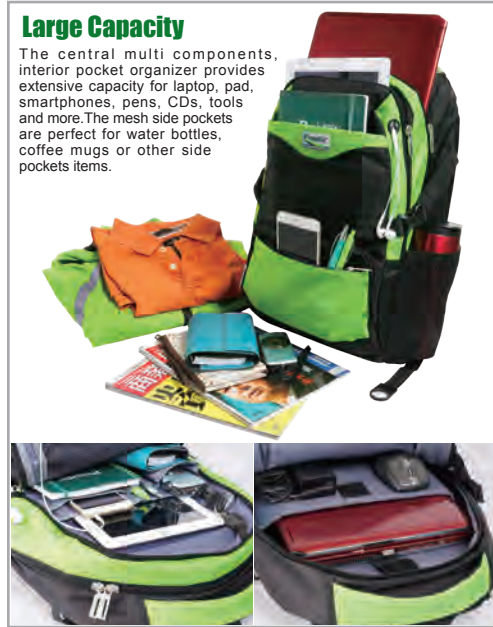 Large Capacity
The central multi components,
interior pocket organizer provides
extensive capacity for laptop, pad,
smartphones, pens, CDs, tools
and more.The mesh side pockets
are perfect for water bottles,
coffee mugs or other side
pockets items.